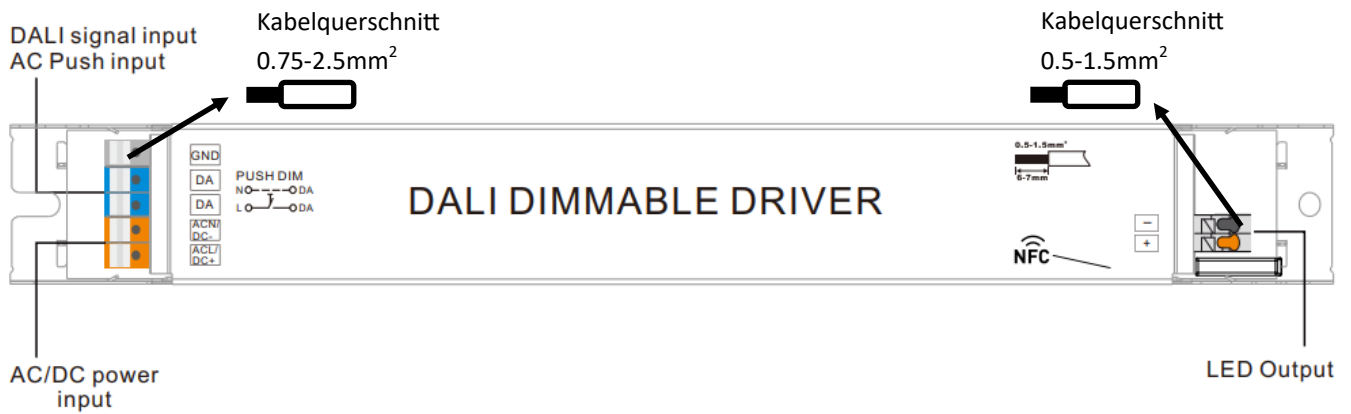 DALI signal input
AC Push input
Kabelquerschnitt
0.75-2.5mm²
Kabelquerschnitt
0.5-1.5mm²
GND
DA
DA
ACN/
DC-
ACL/
DC+
PUSH DIM
N DA
L DA
DALI DIMMABLE DRIVER
0.5-1.5mm²
6-7mm
NFC
−
+
AC/DC power
input
LED Output